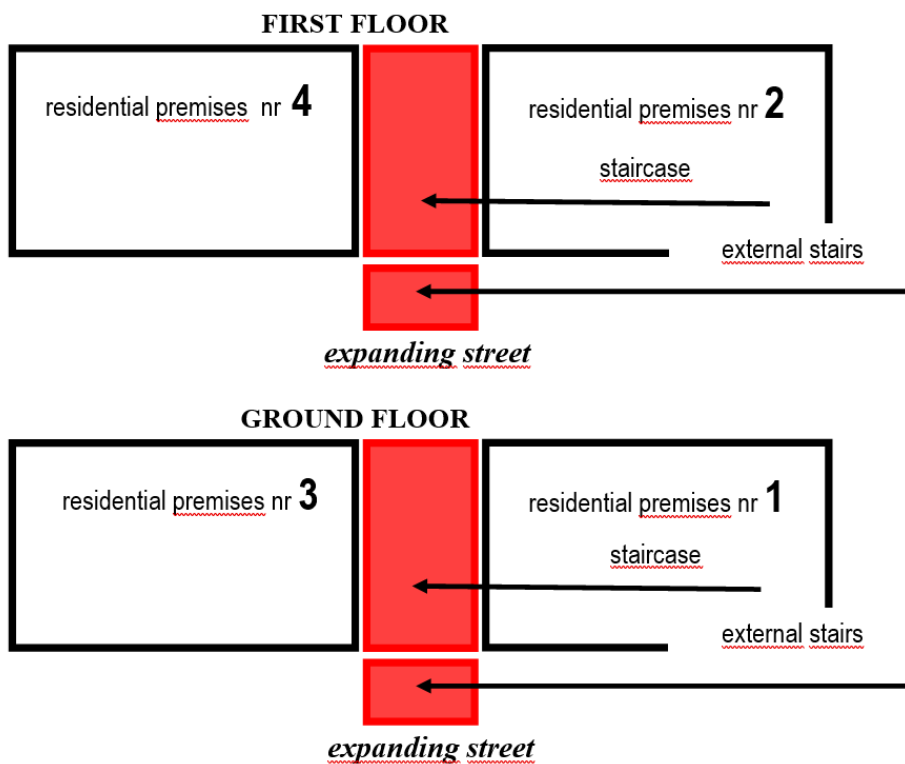 FIRST FLOOR
residential premises nr 4
residential premises nr 2
staircase
external stairs
expanding street
GROUND FLOOR
residential premises nr 3
residential premises nr 1
staircase
external stairs
expanding street